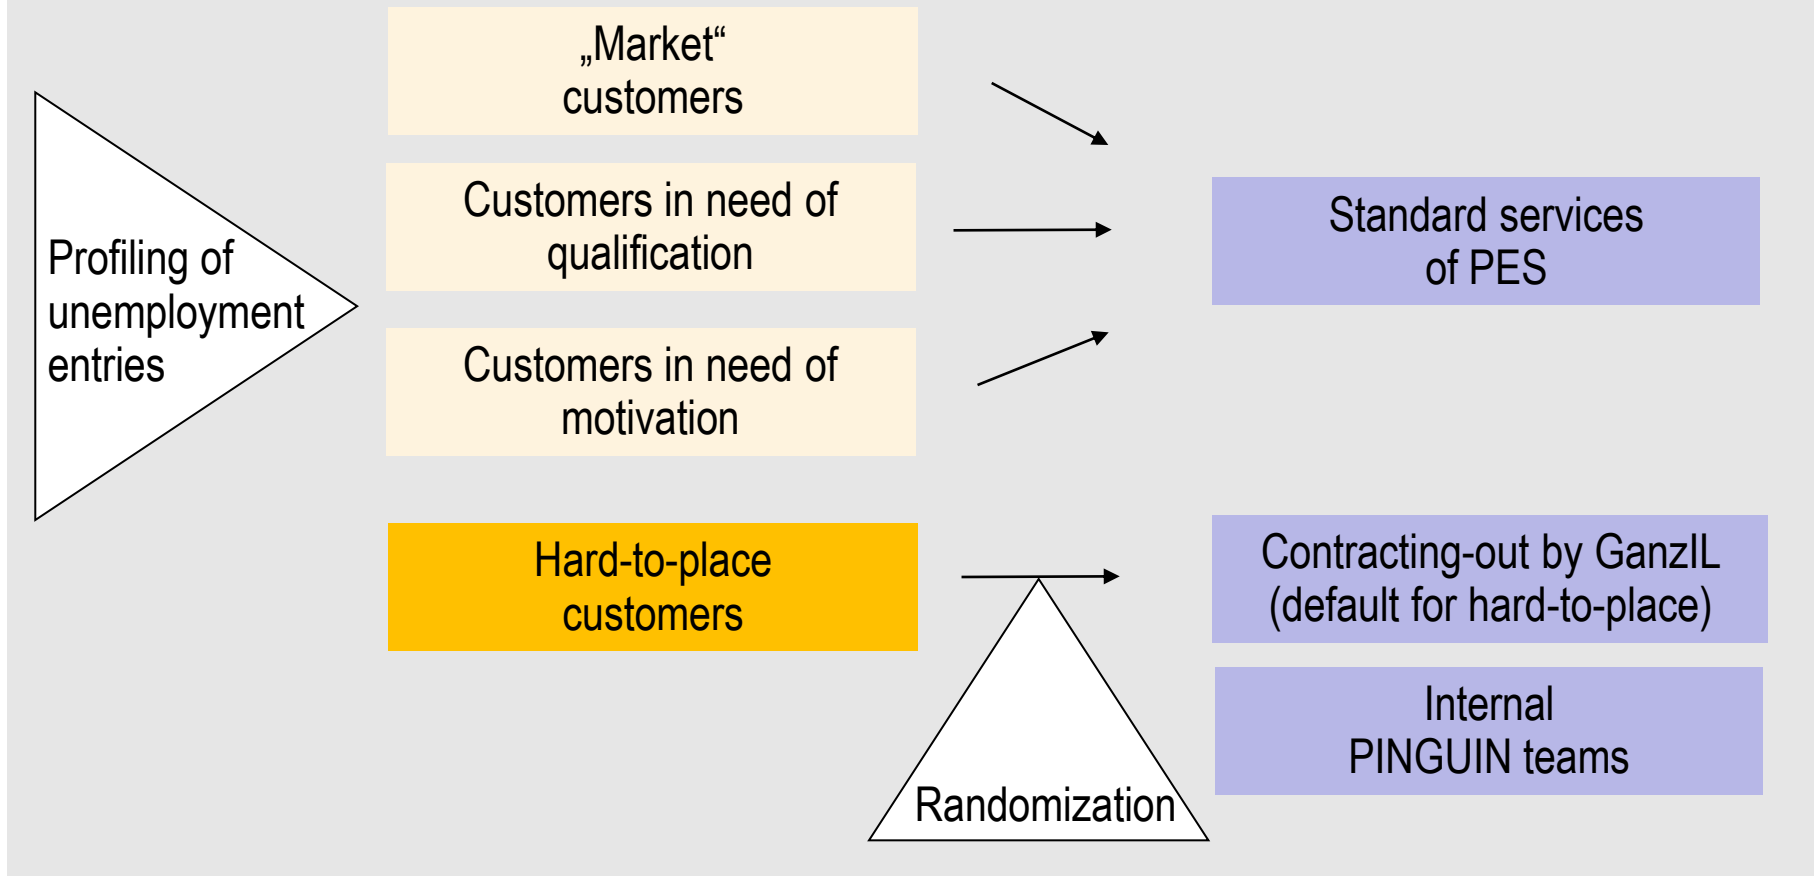 „Market“
customers
Profiling of
unemployment
entries
Customers in need of
qualification
Customers in need of
motivation
Standard services
of PES
Hard-to-place
customers
Contracting-out by GanzIL
(default for hard-to-place)
Internal
PINGUIN teams
Randomization